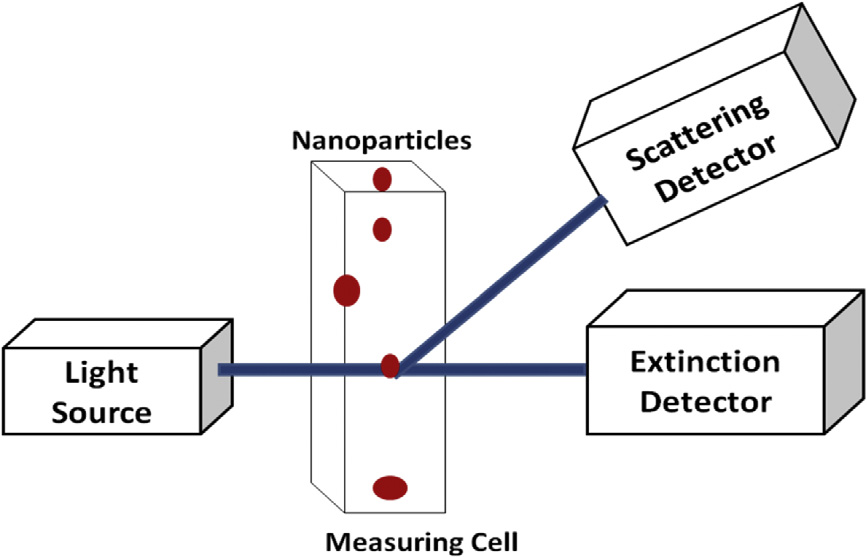 Nanoparticles
Scattering
Detector
Light
Source
Extinction
Detector
Measuring Cell